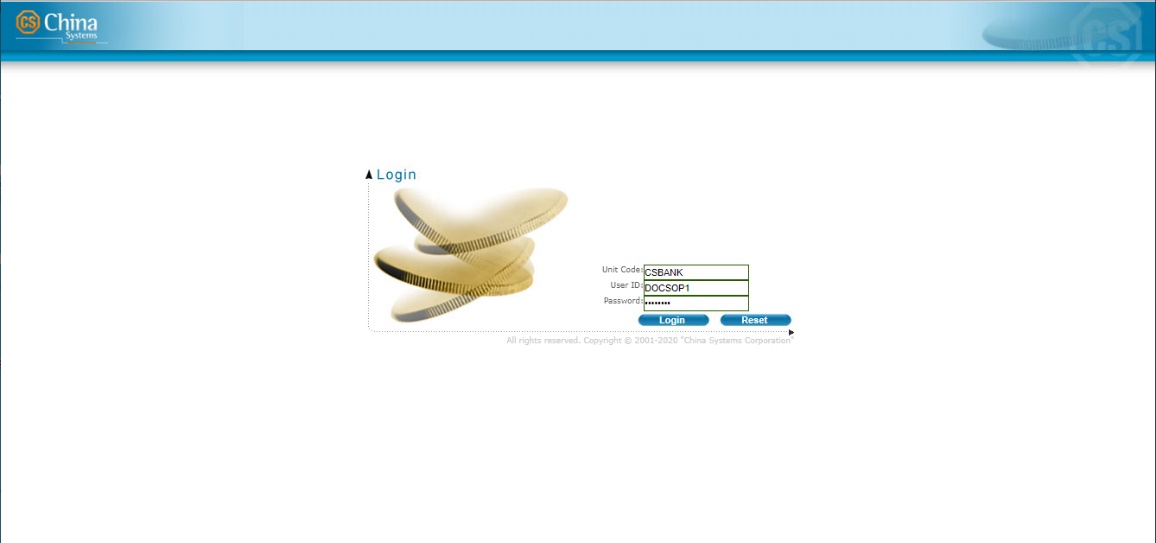 CS China
Systems
CS
Login
Unit Code: CSBANK
User ID: DOCSOP1
Password: ••••••••
Login Reset
All rights reserved. Copyright © 2001-2020 "China Systems Corporation"